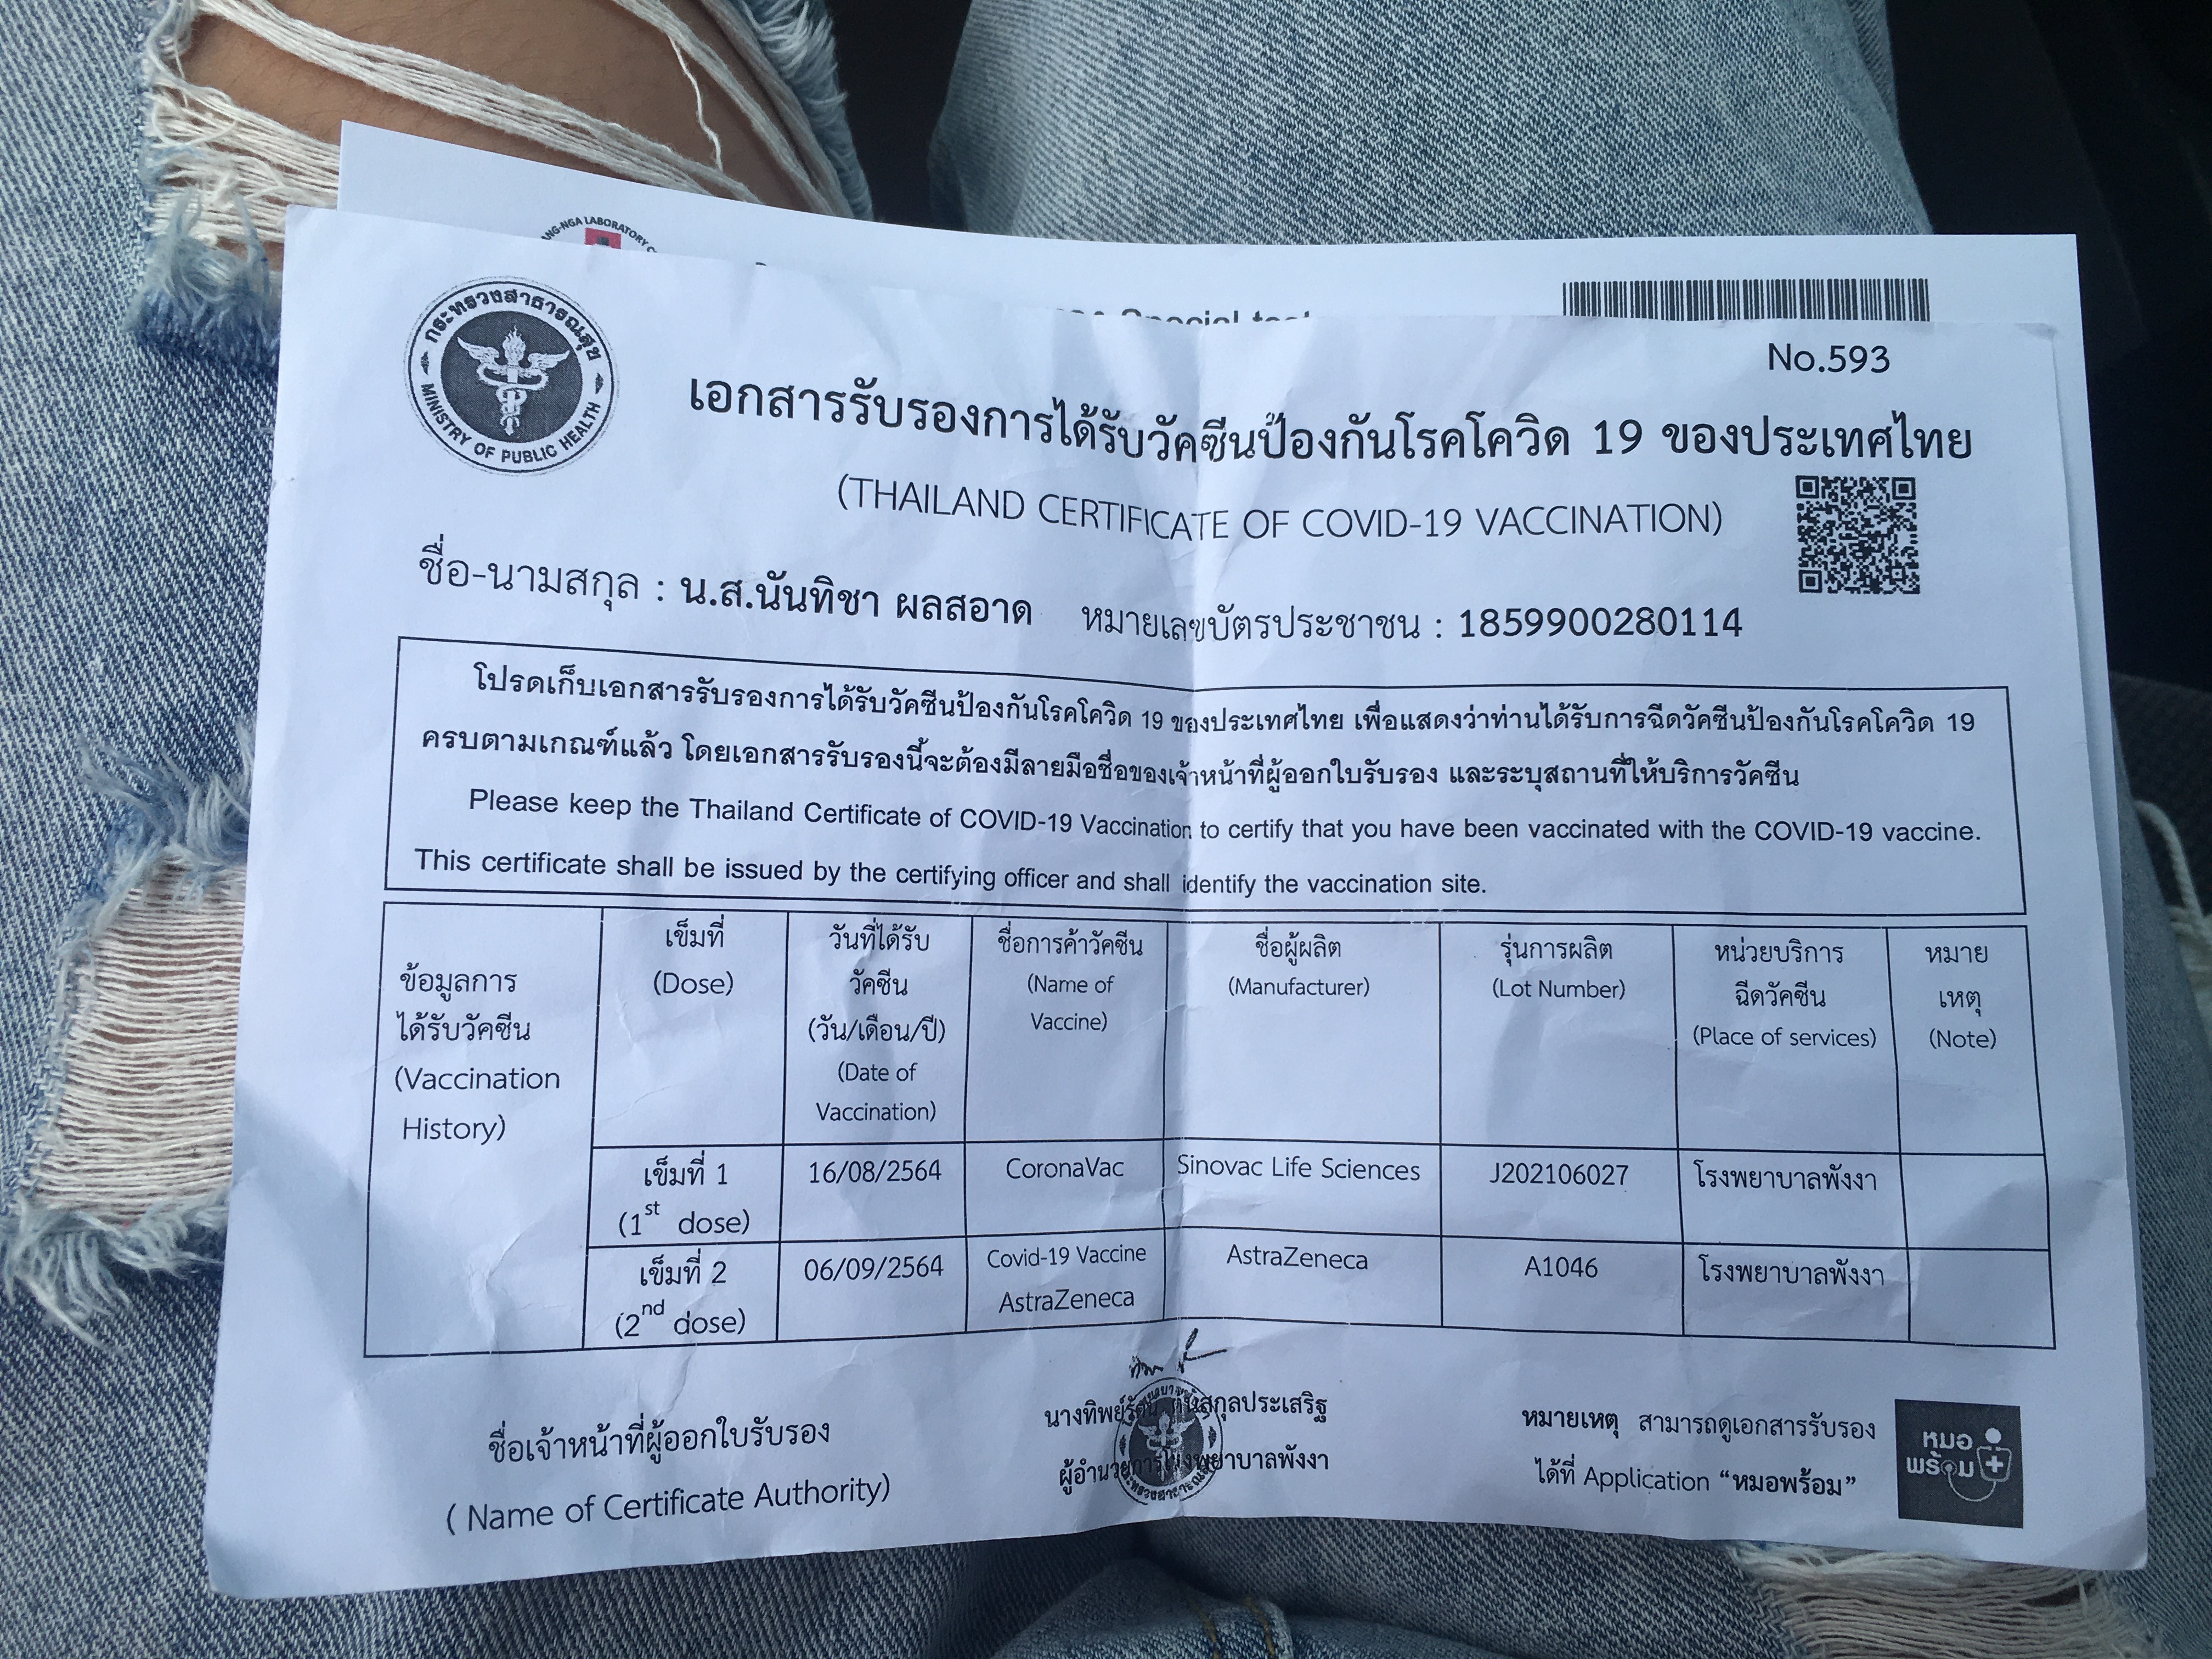 No.593
กระทรวงสาธารณสุข
MINISTRY OF PUBLIC HEALTH
เอกสารรับรองการได้รับวัคซีนป้องกันโรคโควิด 19 ของประเทศไทย
(THAILAND CERTIFICATE OF COVID-19 VACCINATION)
ชื่อ-นามสกุล : น.ส.นันทิชา ผลสอาด หมายเลขบัตรประชาชน : 1859900280114
โปรดเก็บเอกสารรับรองการได้รับวัคซีนป้องกันโรคโควิด 19 ของประเทศไทย เพื่อแสดงว่าท่านได้รับการฉีดวัคซีนป้องกันโรคโควิด 19
ครบตามเกณฑ์แล้ว โดยเอกสารรับรองนี้จะต้องมีลายมือชื่อของเจ้าหน้าที่ผู้ออกใบรับรอง และระบุสถานที่ให้บริการวัคซีน
Please keep the Thailand Certificate of COVID-19 Vaccination to certify that you have been vaccinated with the COVID-19 vaccine.
This certificate shall be issued by the certifying officer and shall identify the vaccination site.
ข้อมูลการ
ได้รับวัคซีน
(Vaccination
History)
เข็มที่
(Dose)
วันที่ได้รับ
วัคซีน
(วัน/เดือน/ปี)
(Date of
Vaccination)
ชื่อการค้าวัคซีน
(Name of
Vaccine)
ชื่อผู้ผลิต
(Manufacturer)
รุ่นการผลิต
(Lot Number)
หน่วยบริการ
ฉีดวัคซีน
(Place of services)
หมาย
เหตุ
(Note)
เข็มที่ 1
(1st dose)
16/08/2564
CoronaVac
Sinovac Life Sciences
J202106027
โรงพยาบาลพังงา
เข็มที่ 2
(2nd dose)
06/09/2564
Covid-19 Vaccine
AstraZeneca
AstraZeneca
A1046
โรงพยาบาลพังงา
ชื่อเจ้าหน้าที่ผู้ออกใบรับรอง
( Name of Certificate Authority)
ผู้อำนวยการโรงพยาบาลพังงา
หมายเหตุ สามารถดูเอกสารรับรอง
ได้ที่ Application “หมอพร้อม”
หมอ
พร้อม